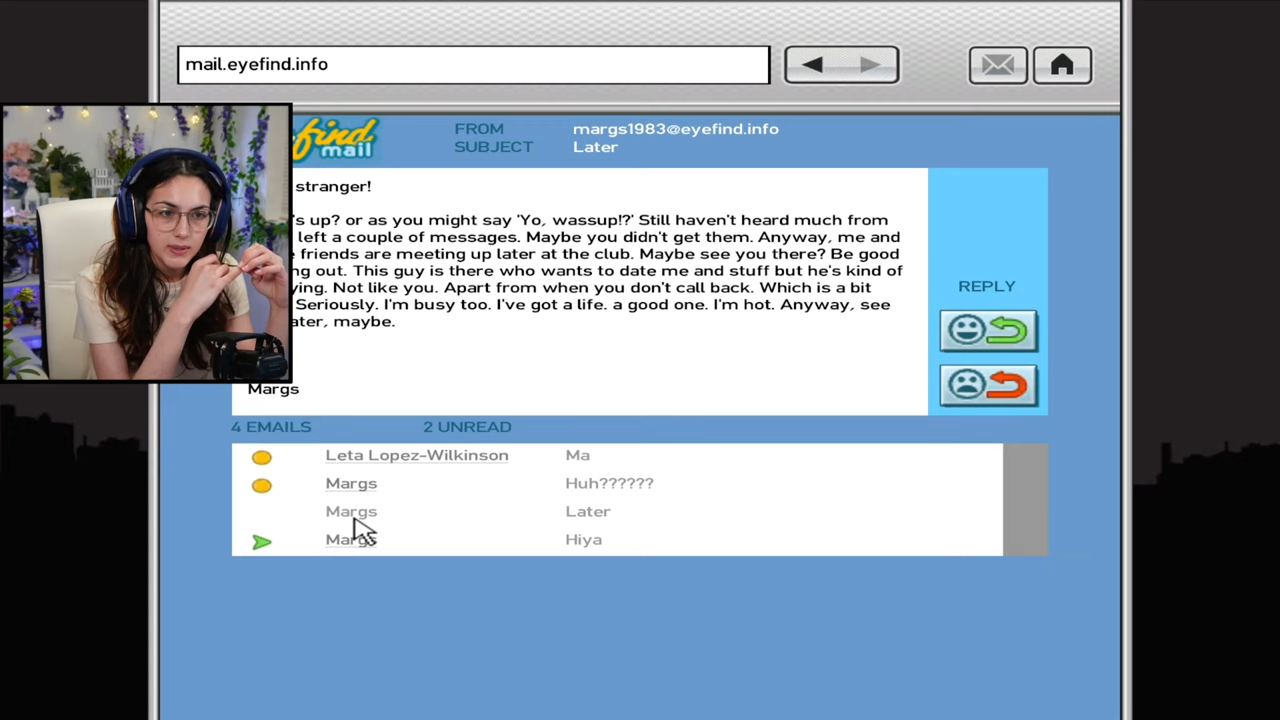 mail.eyefind.info
find
mail
FROM margs1983@eyefind.info
SUBJECT Later
stranger!
's up? or as you might say 'Yo, wassup!?' Still haven't heard much from
left a couple of messages. Maybe you didn't get them. Anyway, me and
friends are meeting up later at the club. Maybe see you there? Be good
ng out. This guy is there who wants to date me and stuff but he's kind of
ying. Not like you. Apart from when you don't call back. Which is a bit
Seriously. I'm busy too. I've got a life. a good one. I'm hot. Anyway, see
ater, maybe.
REPLY
Margs
4 EMAILS 2 UNREAD
Leta Lopez-Wilkinson Ma
Margs Huh??????
Margs Later
Margs Hiya